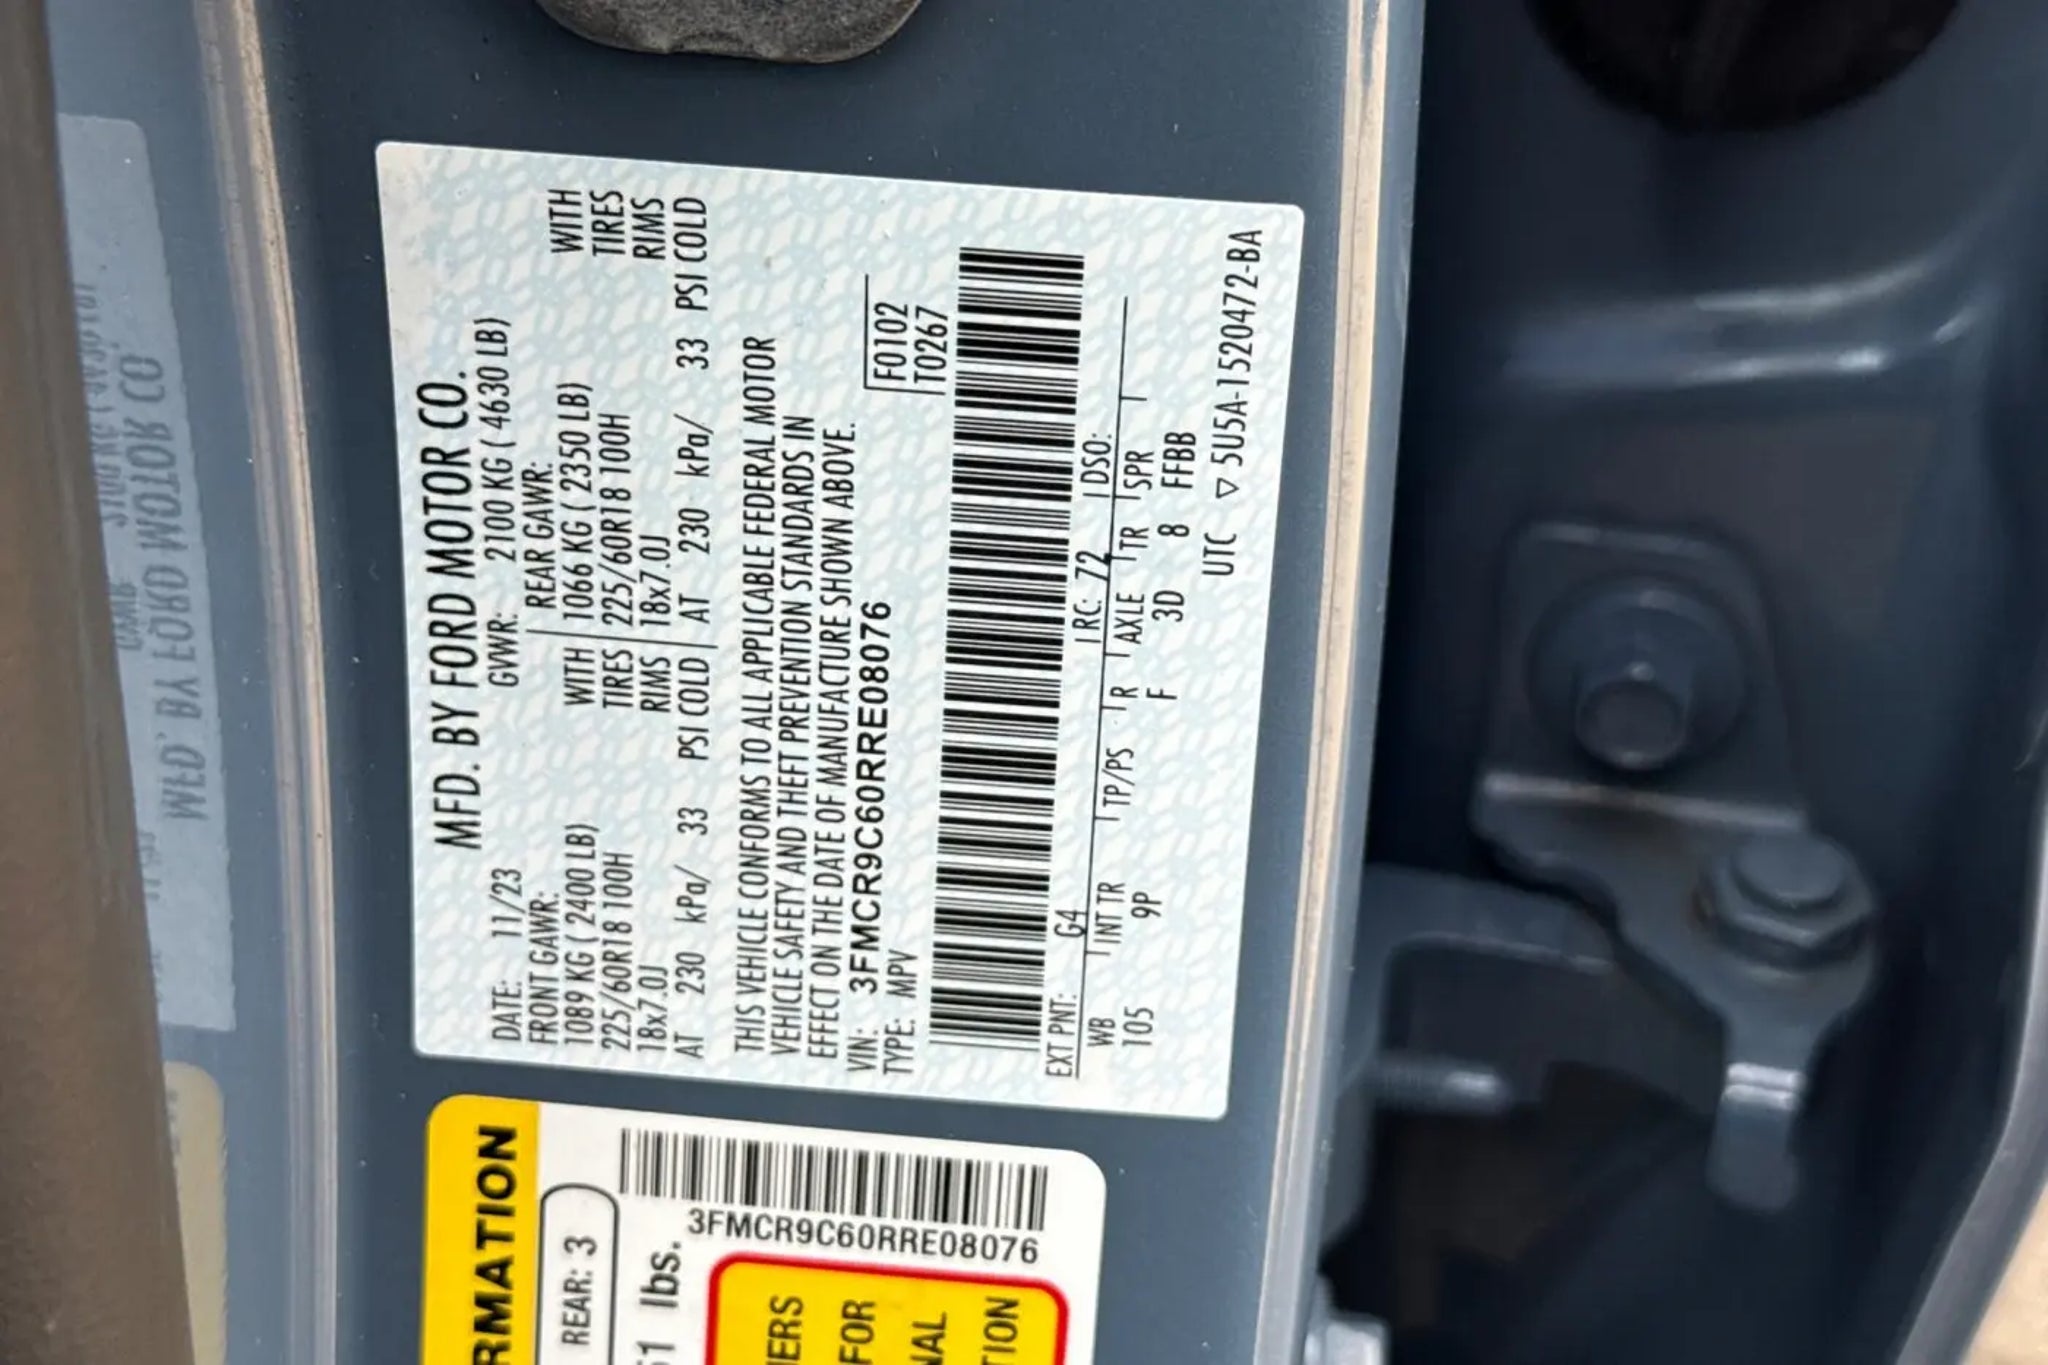 MFD. BY FORD MOTOR CO.
DATE: 11/23 GVWR: 2100 KG ( 4630 LB)
FRONT GAWR: REAR GAWR:
1089 KG ( 2400 LB) WITH 1066 KG ( 2350 LB) WITH
225/60R18 100H TIRES 225/60R18 100H TIRES
18x7.0J RIMS 18x7.0J RIMS
AT 230 kPa/ 33 PSI COLD AT 230 kPa/ 33 PSI COLD
THIS VEHICLE CONFORMS TO ALL APPLICABLE FEDERAL MOTOR
VEHICLE SAFETY AND THEFT PREVENTION STANDARDS IN
EFFECT ON THE DATE OF MANUFACTURE SHOWN ABOVE.
VIN: 3FMCR9C60RRE08076 F0102
TYPE: MPV T0267
EXT PNT: G4 RC: 72 DSO:
WB INT TR TP/PS R AXLE TR SPR
105 9P F 3D 8 FFBB
UTC ▽ 5U5A-1520472-BA
RMATION
REAR: 3
51 lbs.
3FMCR9C60RRE08076
NERS
FOR
NAL
TION
MFD. BY FORD MOTOR CO